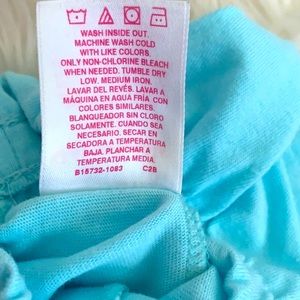 WASH INSIDE OUT.
MACHINE WASH COLD
WITH LIKE COLORS.
ONLY NON-CHLORINE BLEACH
WHEN NEEDED. TUMBLE DRY
LOW. MEDIUM IRON.
LAVAR DEL REVÉS. LAVAR A
MÁQUINA EN AGUA FRÍA CON
COLORES SIMILARES.
BLANQUEADOR SIN CLORO
SOLAMENTE. CUANDO SEA
NECESARIO. SECAR EN
SECADORA A TEMPERATURA
BAJA. PLANCHAR A
TEMPERATURA MEDIA.
B15732-1083 C2B